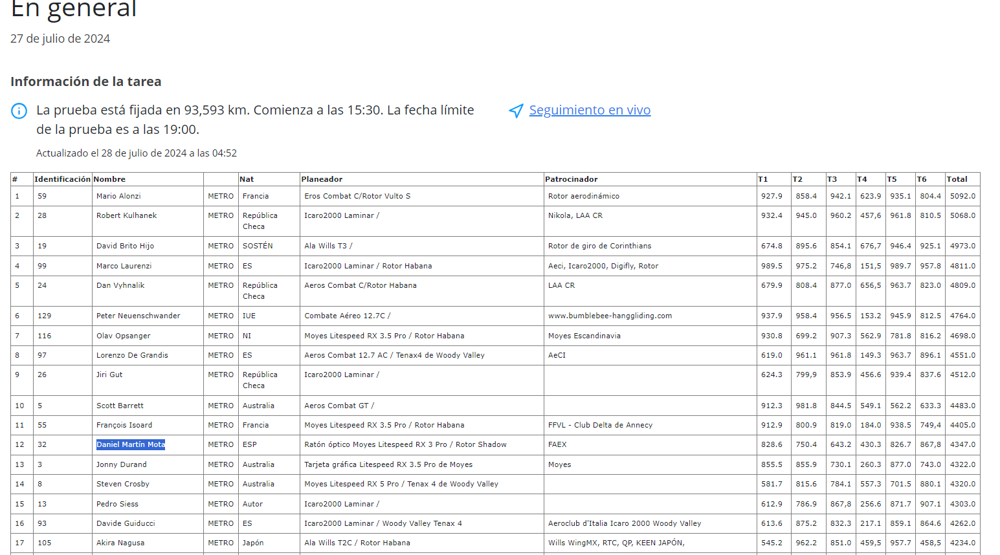 En general
27 de julio de 2024
Información de la tarea
La prueba está fijada en 93,593 km. Comienza a las 15:30. La fecha límite
de la prueba es a las 19:00.
Seguimiento en vivo
Actualizado el 28 de julio de 2024 a las 04:52
# Identificación Nombre Nat Planeador Patrocinador T1 T2 T3 T4 T5 T6 Total
1 59 Mario Alonzi METRO Francia Eros Combat C/Rotor Vulto S Rotor aerodinámico 927.9 858.4 942.1 623.9 935.1 804.4 5092.0
2 28 Robert Kulhanek METRO República Icaro2000 Laminar / Nikola, LAA CR 932.4 945.0 960.2 457,6 961.8 810.5 5068.0
Checa
3 19 David Brito Hijo METRO SOSTÉN Ala Wills T3 / Rotor de giro de Corinthians 674.8 895.6 854.1 676,7 946.4 925.1 4973.0
4 99 Marco Laurenzi METRO ES Icaro2000 Laminar / Rotor Habana Aeci, Icaro2000, Digifly, Rotor 989.5 975.2 746,8 151,5 989.7 957.8 4811.0
5 24 Dan Vyhnalik METRO República Aeros Combat C/Rotor Habana LAA CR 679.9 808.4 877.0 656,5 963.7 823.0 4809.0
Checa
6 129 Peter Neuenschwander METRO IUE Combate Aéreo 12.7C / www.bumblebee-hanggliding.com 937.9 958.4 956.5 153.2 945.9 812.5 4764.0
7 116 Olav Opsanger METRO NI Moyes Litespeed RX 3.5 Pro / Rotor Habana Moyes Escandinavia 930.8 699.2 907.3 562.9 781.8 816.2 4698.0
8 97 Lorenzo De Grandis METRO ES Aeros Combat 12.7 AC / Tenax4 de Woody Valley AeCI 619.0 961.1 961.8 149.3 963.7 896.1 4551.0
9 26 Jiri Gut METRO República Icaro2000 Laminar / 624.3 799,9 853.9 456.6 939.4 837.6 4512.0
Checa
10 5 Scott Barrett METRO Australia Aeros Combat GT / 912.3 981.8 844.5 549.1 562.2 633.3 4483.0
11 55 François Isoard METRO Francia Moyes Litespeed RX 3.5 Pro / Rotor Habana FFVL - Club Delta de Annecy 912.9 800.9 819.0 184.0 938.5 749,4 4405.0
12 32 Daniel Martín Mota METRO ESP Ratón óptico Moyes Litespeed RX 3 Pro / Rotor Shadow FAEX 828.6 750.4 643.2 430.3 826.7 867,8 4347.0
13 3 Jonny Durand METRO Australia Tarjeta gráfica Litespeed RX 3.5 Pro de Moyes Moyes 855.5 855.9 730.1 260.3 877.0 743.0 4322.0
14 8 Steven Crosby METRO Australia Moyes Litespeed RX 5 Pro / Tenax 4 de Woody Valley 581.7 815.6 784.1 557.3 701.5 880.1 4320.0
15 13 Pedro Siess METRO Autor Icaro2000 Laminar / 612.9 786.9 867,8 256.6 871.7 907.1 4303.0
16 93 Davide Guiducci METRO ES Icaro2000 Laminar / Woody Valley Tenax 4 Aeroclub d'Italia Icaro 2000 Woody Valley 613.6 875.2 832.3 217.1 859.1 864.6 4262.0
17 105 Akira Nagusa METRO Japón Ala Wills T2C / Rotor Habana Wills WingMX, RTC, QP, KEEN JAPÓN, 545.2 962.2 851.0 459,5 957.7 458,5 4234.0